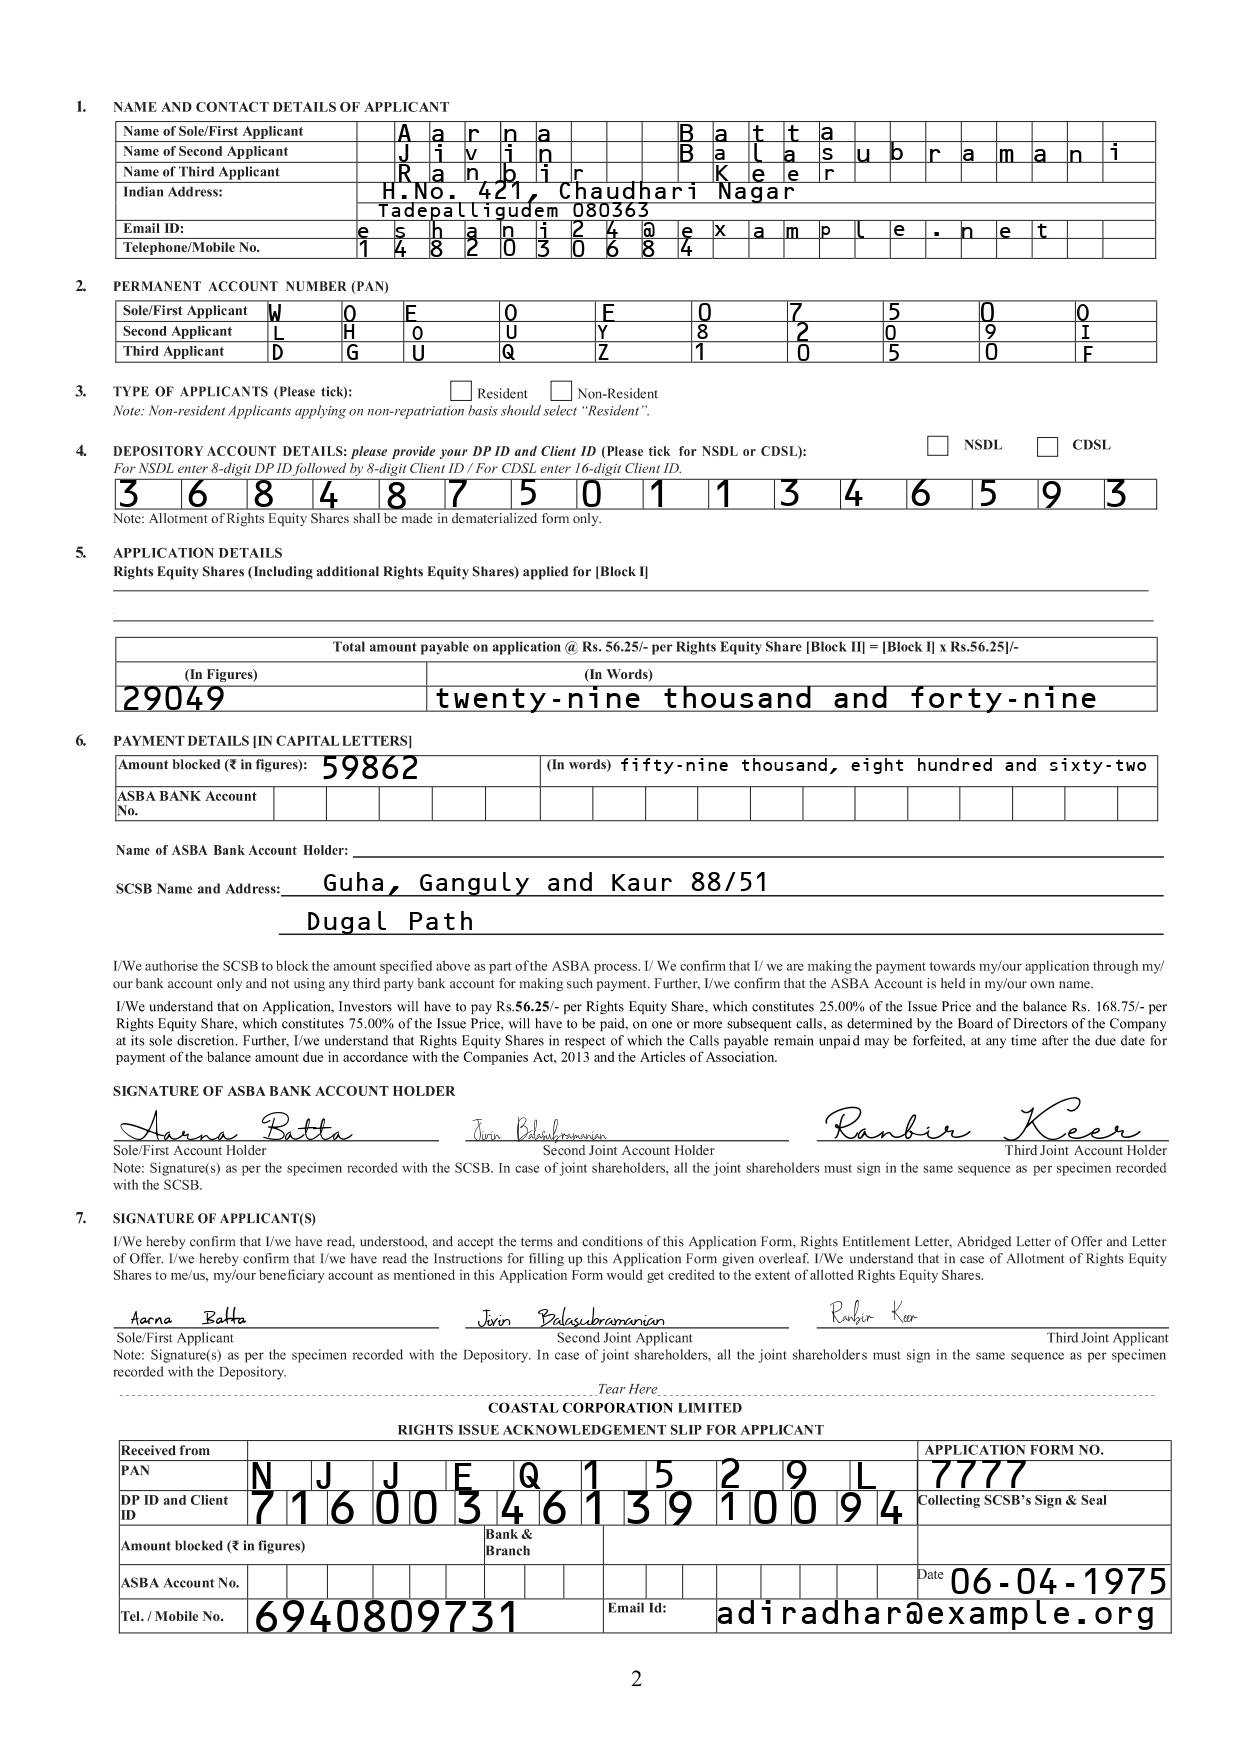 1. NAME AND CONTACT DETAILS OF APPLICANT
Name of Sole/First Applicant Aarna Batta
Name of Second Applicant Jivin Balasubramani
Name of Third Applicant Ranbir Keer
Indian Address: H.No. 421, Chaudhari Nagar
Tadepalligudem 080363
Email ID: eshani24@example.net
Telephone/Mobile No. 1482030684
2. PERMANENT ACCOUNT NUMBER (PAN)
Sole/First Applicant WOEOE0750O
Second Applicant LHOUY8209I
Third Applicant DGUQZ1050F
3. TYPE OF APPLICANTS (Please tick): Resident Non-Resident
Note: Non-resident Applicants applying on non-repatriation basis should select “Resident”.
4. DEPOSITORY ACCOUNT DETAILS: please provide your DP ID and Client ID (Please tick for NSDL or CDSL): NSDL CDSL
For NSDL enter 8-digit DP ID followed by 8-digit Client ID / For CDSL enter 16-digit Client ID.
3684875011346593
Note: Allotment of Rights Equity Shares shall be made in dematerialized form only.
5. APPLICATION DETAILS
Rights Equity Shares (Including additional Rights Equity Shares) applied for [Block I]
Total amount payable on application @ Rs. 56.25/- per Rights Equity Share [Block II] = [Block I] x Rs.56.25]/-
(In Figures) (In Words)
29049 twenty-nine thousand and forty-nine
6. PAYMENT DETAILS [IN CAPITAL LETTERS]
Amount blocked (₹ in figures): 59862 (In words) fifty-nine thousand, eight hundred and sixty-two
ASBA BANK Account
No.
Name of ASBA Bank Account Holder:
SCSB Name and Address: Guha, Ganguly and Kaur 88/51
Dugal Path
I/We authorise the SCSB to block the amount specified above as part of the ASBA process. I/ We confirm that I/ we are making the payment towards my/our application through my/
our bank account only and not using any third party bank account for making such payment. Further, I/we confirm that the ASBA Account is held in my/our own name.
I/We understand that on Application, Investors will have to pay Rs.56.25/- per Rights Equity Share, which constitutes 25.00% of the Issue Price and the balance Rs. 168.75/- per
Rights Equity Share, which constitutes 75.00% of the Issue Price, will have to be paid, on one or more subsequent calls, as determined by the Board of Directors of the Company
at its sole discretion. Further, I/we understand that Rights Equity Shares in respect of which the Calls payable remain unpaid may be forfeited, at any time after the due date for
payment of the balance amount due in accordance with the Companies Act, 2013 and the Articles of Association.
SIGNATURE OF ASBA BANK ACCOUNT HOLDER
Aarna Batta Jivin Balasubramanian Ranbir Keer
Sole/First Account Holder Second Joint Account Holder Third Joint Account Holder
Note: Signature(s) as per the specimen recorded with the SCSB. In case of joint shareholders, all the joint shareholders must sign in the same sequence as per specimen recorded
with the SCSB.
7. SIGNATURE OF APPLICANT(S)
I/We hereby confirm that I/we have read, understood, and accept the terms and conditions of this Application Form, Rights Entitlement Letter, Abridged Letter of Offer and Letter
of Offer. I/we hereby confirm that I/we have read the Instructions for filling up this Application Form given overleaf. I/We understand that in case of Allotment of Rights Equity
Shares to me/us, my/our beneficiary account as mentioned in this Application Form would get credited to the extent of allotted Rights Equity Shares.
Aarna Batta Jivin Balasubramanian Ranbir Keer
Sole/First Applicant Second Joint Applicant Third Joint Applicant
Note: Signature(s) as per the specimen recorded with the Depository. In case of joint shareholders, all the joint shareholders must sign in the same sequence as per specimen
recorded with the Depository.
Tear Here
COASTAL CORPORATION LIMITED
RIGHTS ISSUE ACKNOWLEDGEMENT SLIP FOR APPLICANT
Received from APPLICATION FORM NO.
PAN NJJEQ1529L 7777
DP ID and Client
ID 7160034613910094 Collecting SCSB’s Sign & Seal
Amount blocked (₹ in figures) Bank &
Branch
ASBA Account No. Date 06-04-1975
Tel. / Mobile No. 6940809731 Email Id: adiradhar@example.org
2